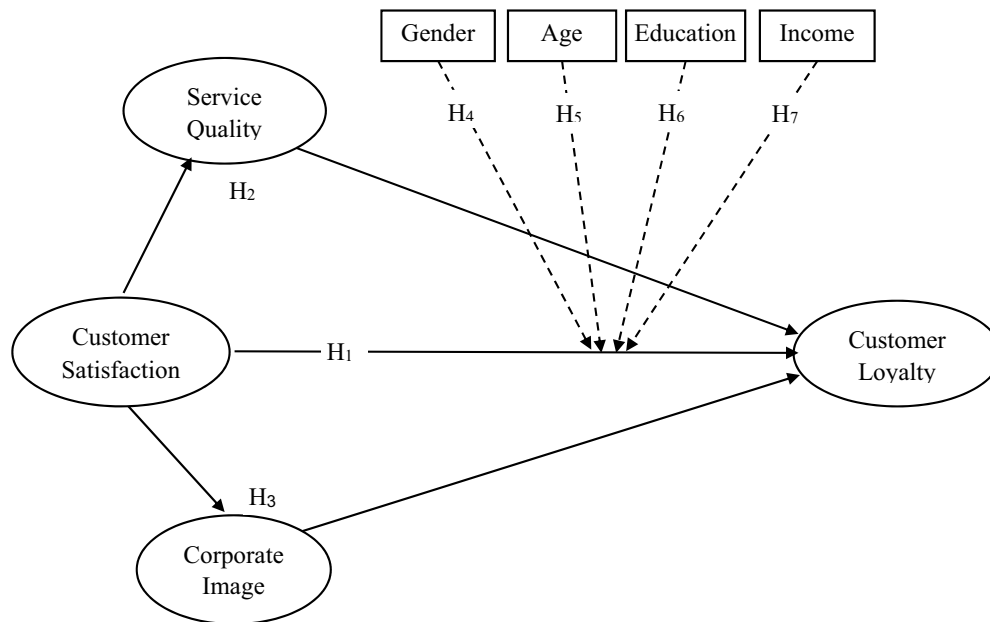 Gender Age Education Income
H4 H5 H6 H7
Service
Quality
H2
Customer
Satisfaction
H1
Customer
Loyalty
H3
Corporate
Image